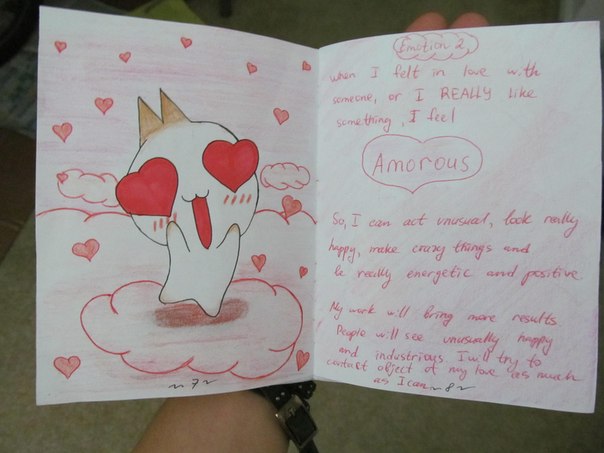 ~7~
Emotion 2
when I felt in love with
someone, or I REALLY like
something, I feel
Amorous
So, I can act unusual, look really
happy, make crazy things and
be really energetic and positive.
My work will bring more results.
People will see unusually happy
and industrious. I will try to
contact object of my love as much
as I can
~8~